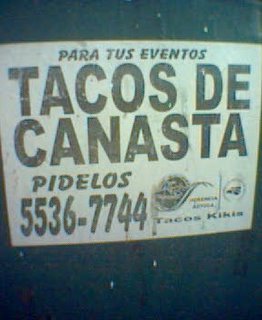 PARA TUS EVENTOS
TACOS DE
CANASTA
PIDELOS
5536-7744
Tacos Kikis